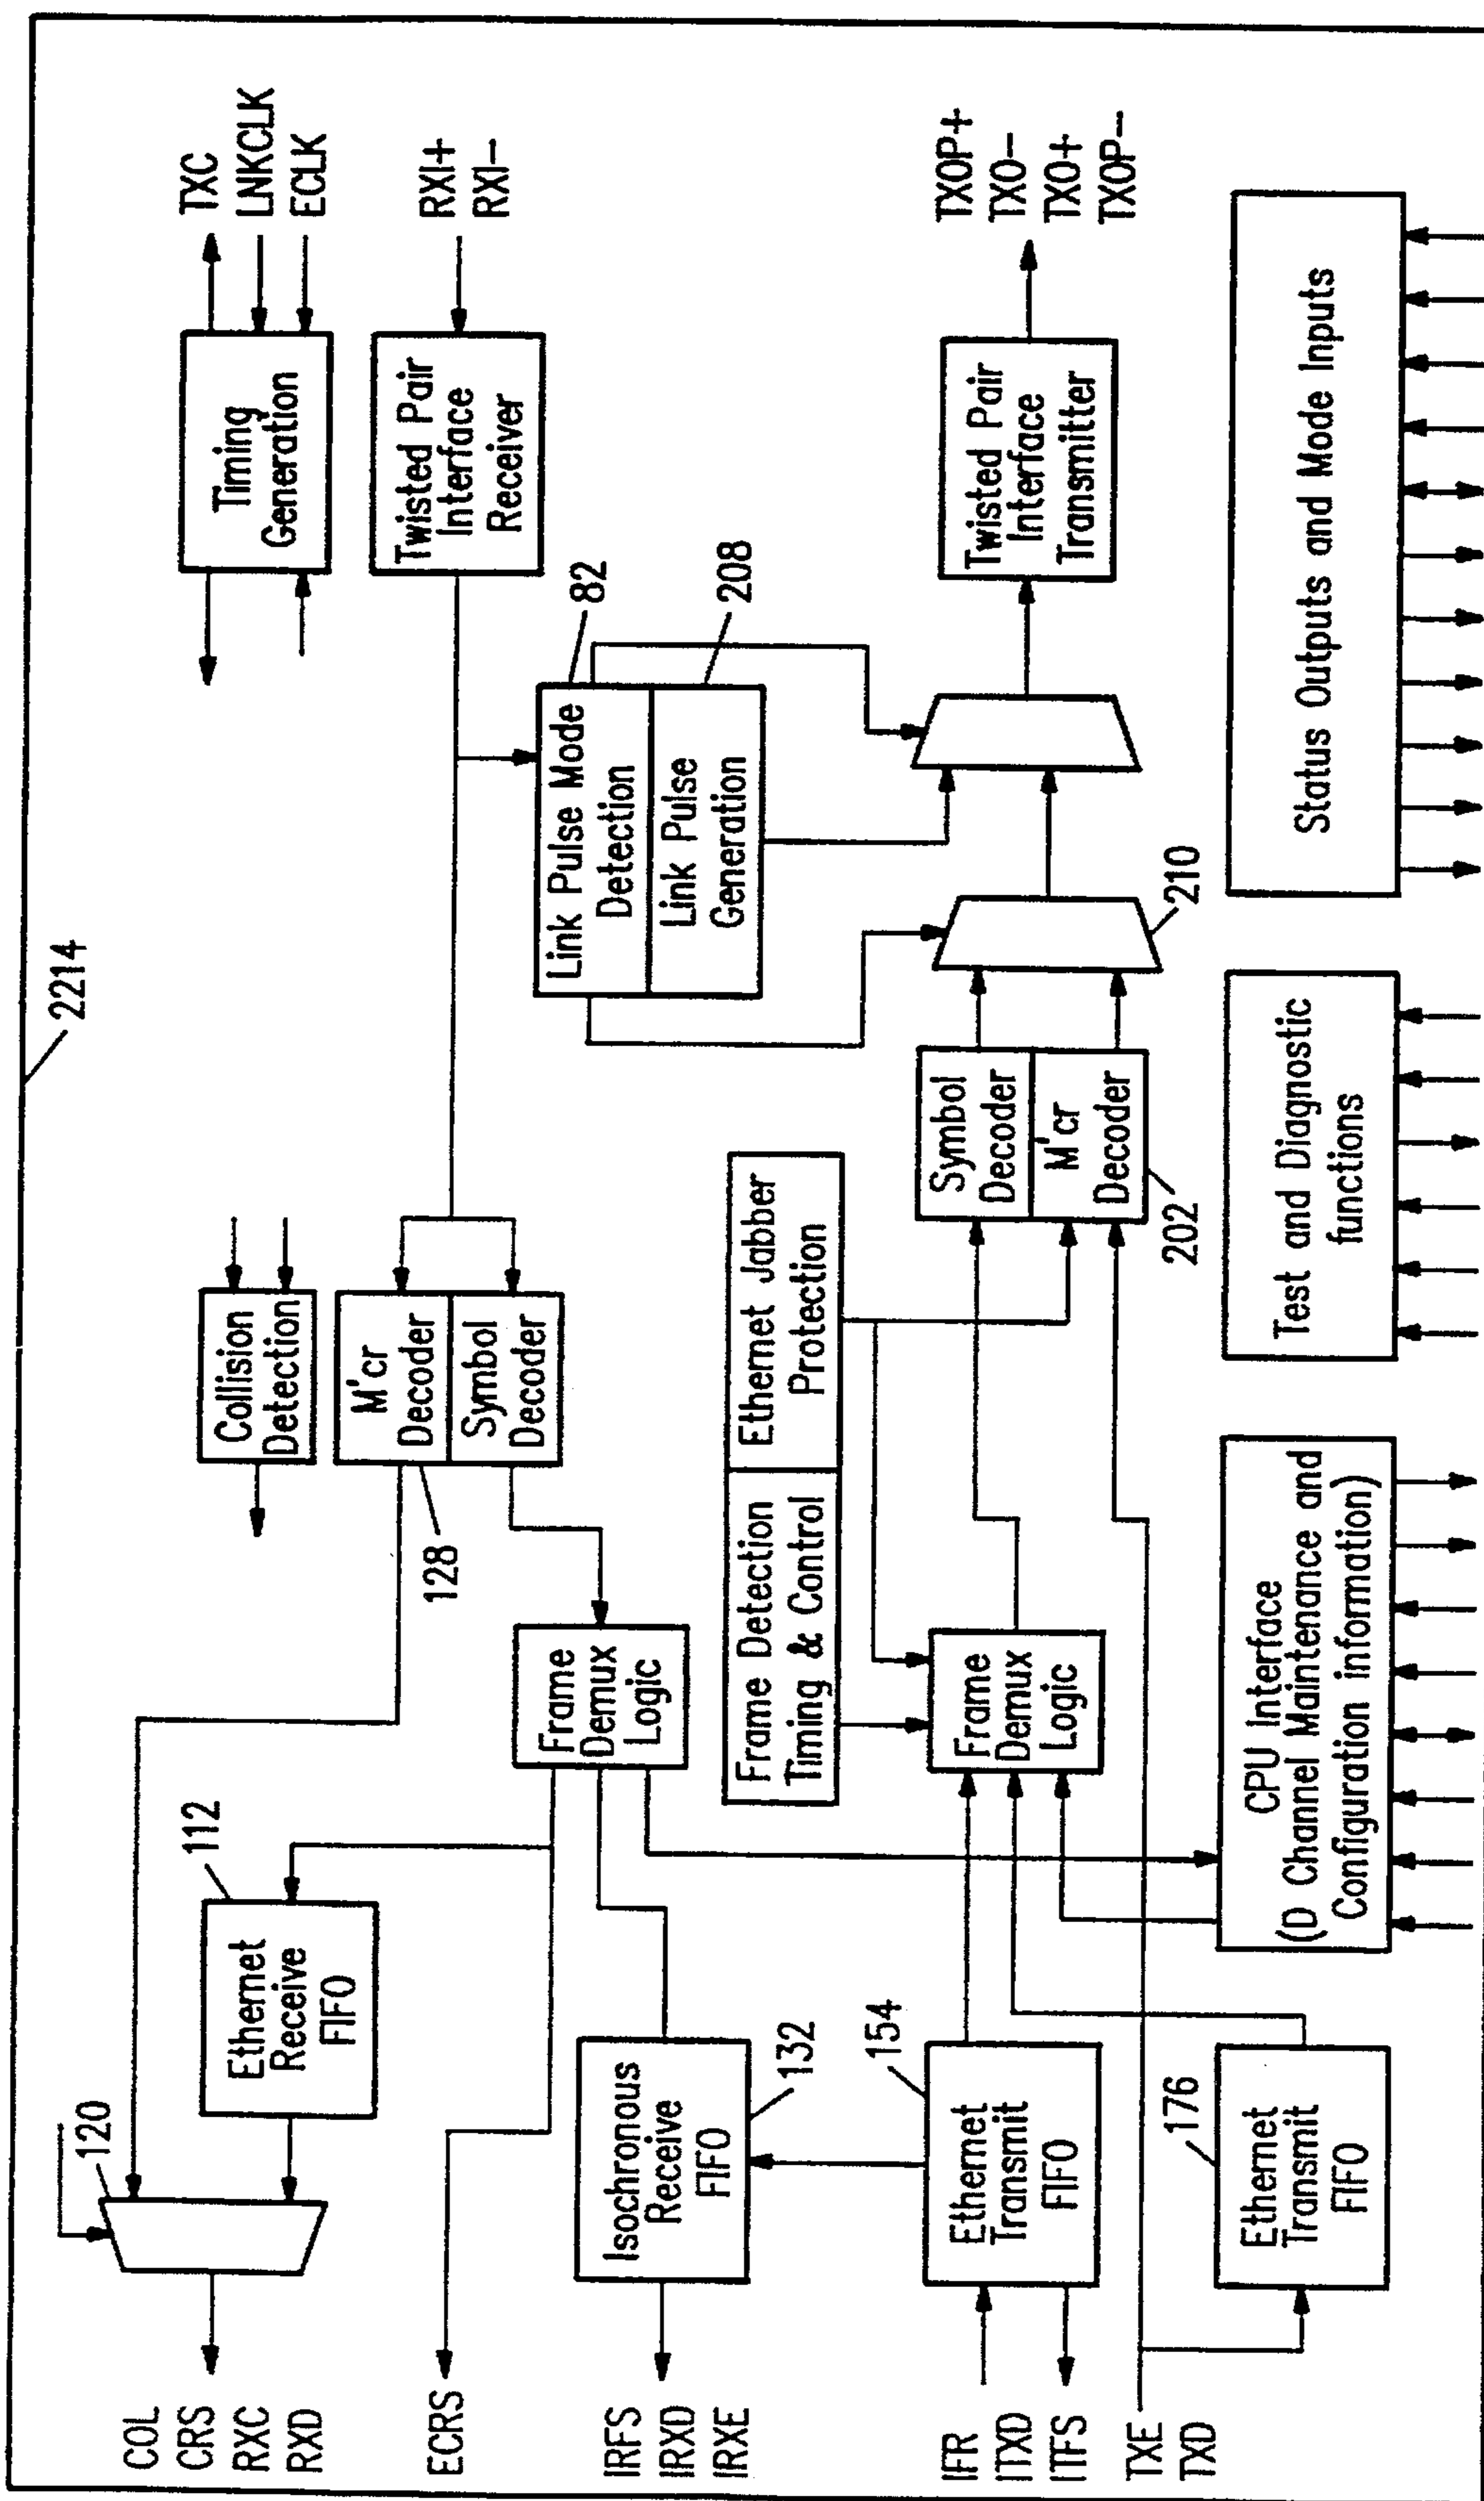 2214
COL
CRS
RXC
RXD
120
Ethernet
Receive
FIFO
112
ECRS
Collision
Detection
M'cr
Decoder
Symbol
Decoder
128
Timing
Generation
TXC
LNKCLK
ECLK
Twisted Pair
Interface
Receiver
RXI+
RXI−
Frame
Demux
Logic
IRFS
IRXD
IRXE
Isochronous
Receive
FIFO
132
Link Pulse Mode
Detection
82
Link Pulse
Generation
208
Frame Detection
Timing & Control
Ethernet Jabber
Protection
IFR
ITXD
ITFS
154
Ethernet
Transmit
FIFO
Frame
Demux
Logic
Symbol
Decoder
M'cr
Decoder
202
210
Twisted Pair
Interface
Transmitter
TXOP+
TXO−
TXO+
TXOP−
TXE
TXD
176
Ethernet
Transmit
FIFO
CPU Interface
(D Channel Maintenance and
Configuration information)
Test and Diagnostic
functions
Status Outputs and Mode Inputs